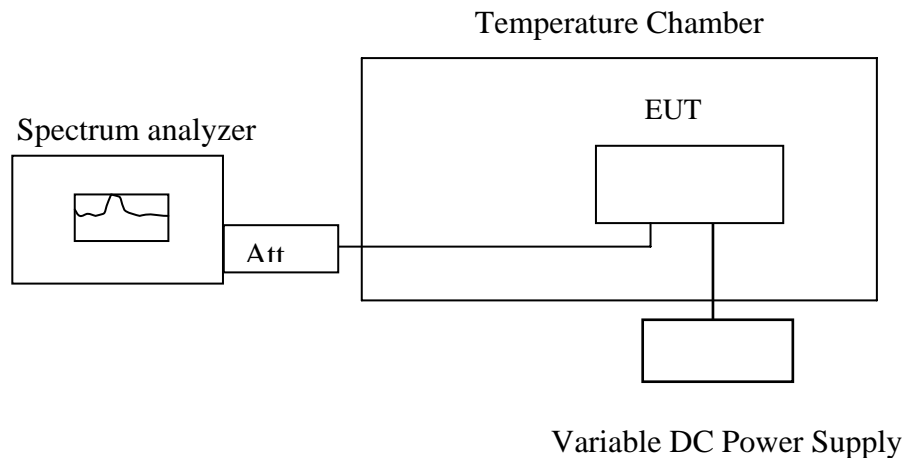 Temperature Chamber
EUT
Spectrum analyzer
Att
Variable DC Power Supply